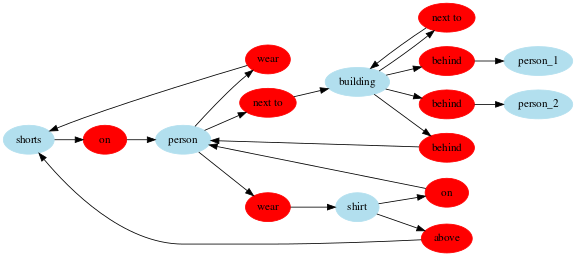 next to
wear
behind
person_1
building
next to
behind
person_2
shorts
on
person
behind
wear
shirt
on
above